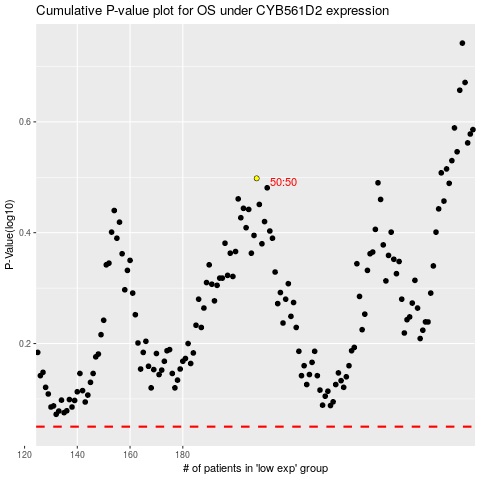 Cumulative P-value plot for OS under CYB561D2 expression
P-Value(log10)
0.6
0.4
0.2
50:50
120 140 160 180
# of patients in 'low exp' group